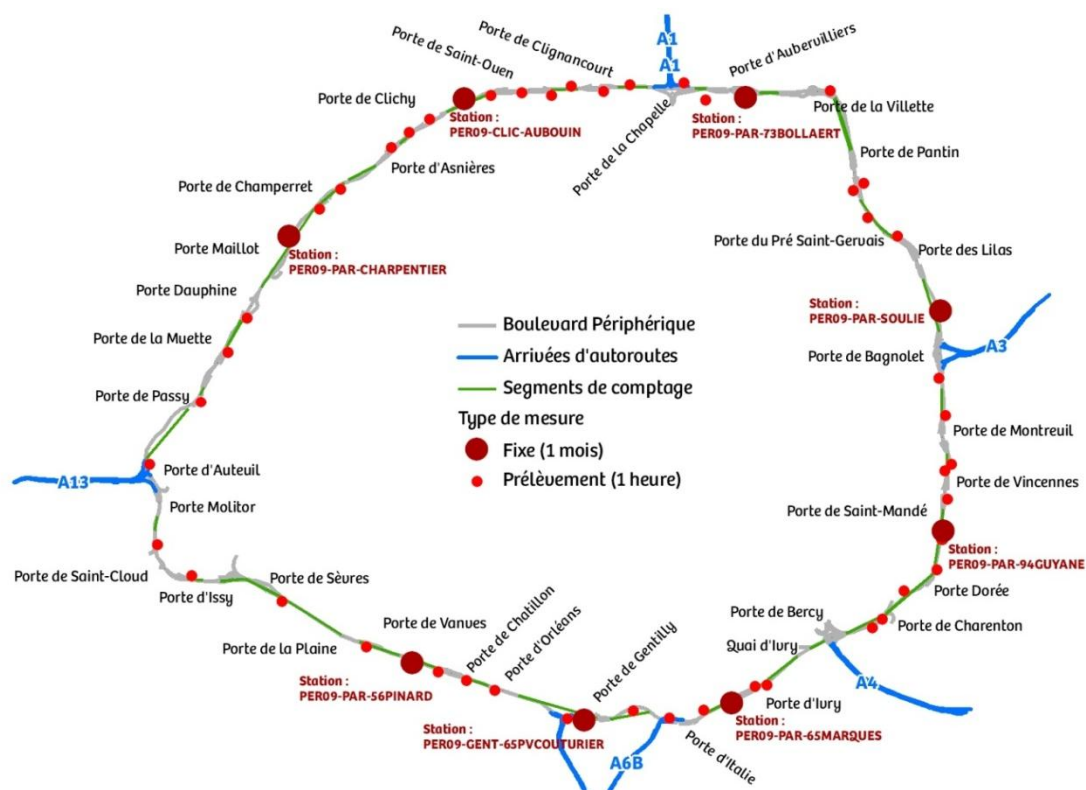 A1
A1
Porte de Clignancourt
Porte de Saint-Ouen
Porte d'Aubervilliers
Porte de Clichy
Station :
PER09-CLIC-AUBOUIN
Porte de la Chapelle
Station :
PER09-PAR-73BOLLAERT
Porte de la Villette
Porte de Pantin
Porte d'Asnières
Porte de Champerret
Porte Maillot
Station :
PER09-PAR-CHARPENTIER
Porte du Pré Saint-Gervais
Porte des Lilas
Porte Dauphine
Station :
PER09-PAR-SOULIE
Porte de la Muette
Porte de Bagnolet
A3
Boulevard Périphérique
Arrivées d'autoroutes
Segments de comptage
Type de mesure
Fixe (1 mois)
Prélèvement (1 heure)
Porte de Passy
Porte de Montreuil
Porte d'Auteuil
A13
Porte Molitor
Porte de Vincennes
Porte de Saint-Mandé
Station :
PER09-PAR-94GUYANE
Porte de Saint-Cloud
Porte d'Issy
Porte de Sèvres
Porte Dorée
Porte de Bercy
Porte de Charenton
Quai d'Ivry
Porte de Vanves
Porte de la Plaine
Porte de Chatillon
Porte d'Orléans
Porte de Gentilly
Station :
PER09-PAR-56PINARD
A4
Porte d'Ivry
Station :
PER09-PAR-65MARQUES
Station :
PER09-GENT-65PVCOUTURIER
A6B
Porte d'Italie